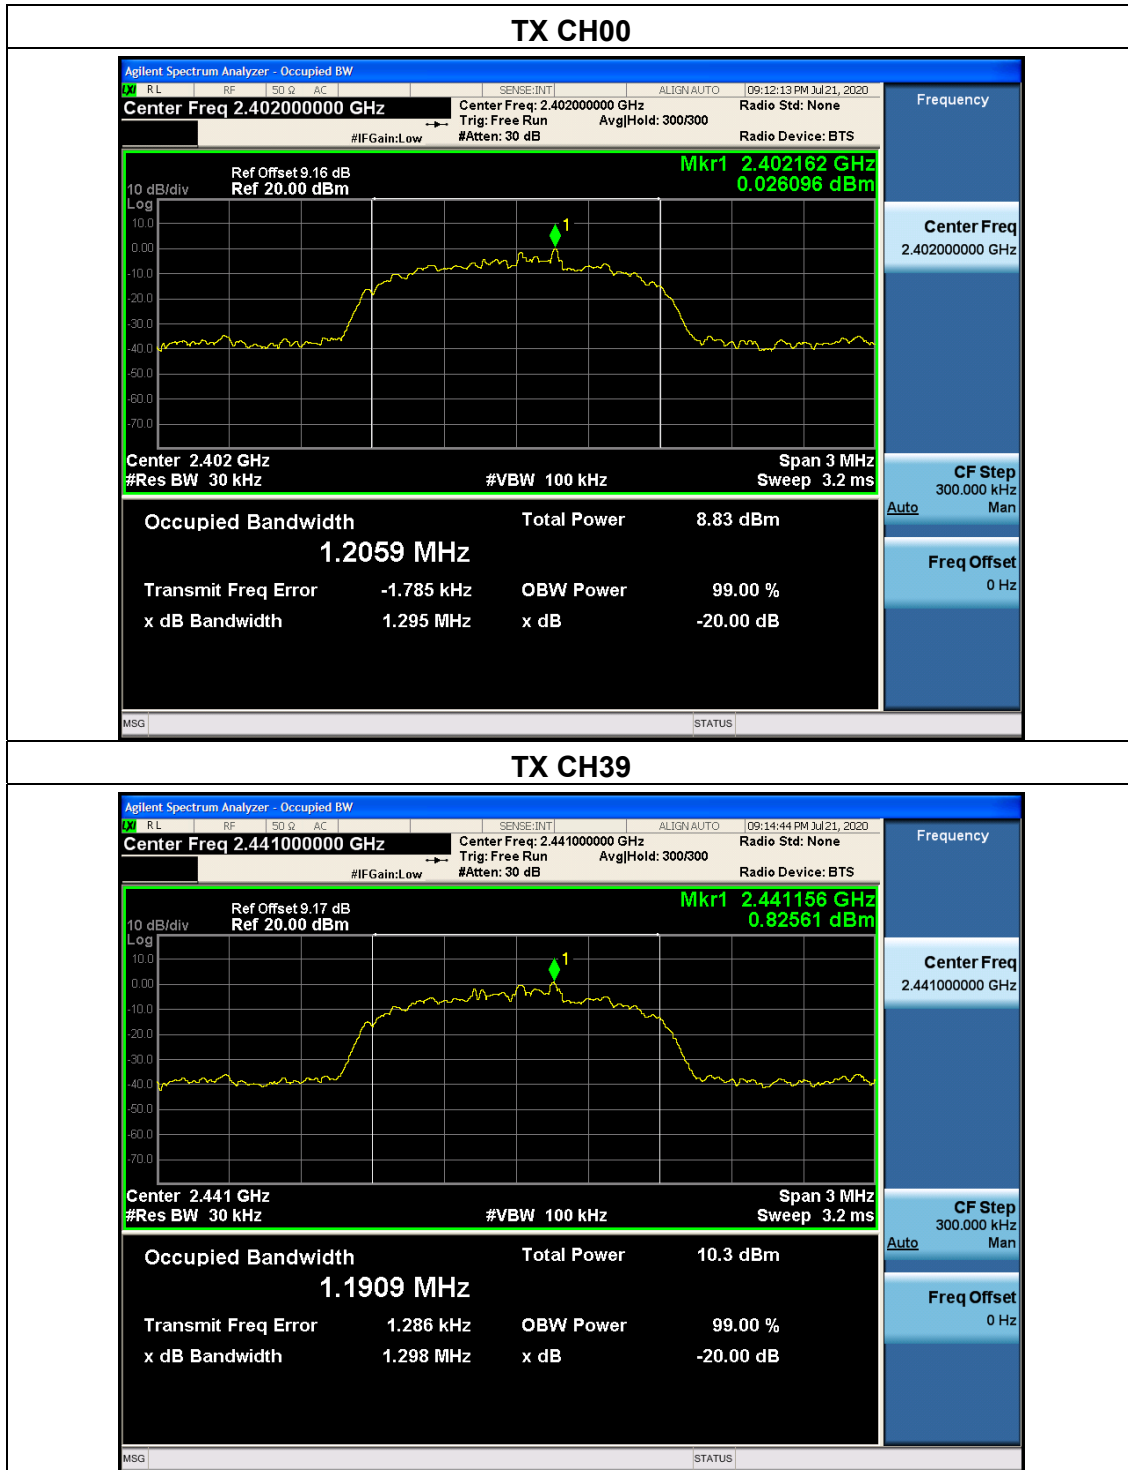 TX CH00
Agilent Spectrum Analyzer - Occupied BW
LXI RL RF 50 Ω AC SENSE:INT ALIGN AUTO 09:12:13 PM Jul 21, 2020
Center Freq 2.402000000 GHz
Center Freq: 2.402000000 GHz
Radio Std: None
Trig: Free Run Avg|Hold: 300/300
#IFGain:Low #Atten: 30 dB Radio Device: BTS
Frequency
Mkr1 2.402162 GHz
0.026096 dBm
Ref Offset 9.16 dB
10 dB/div Ref 20.00 dBm
Log
10.0
0.00
-10.0
-20.0
-30.0
-40.0
-50.0
-60.0
-70.0
1
Center 2.402 GHz Span 3 MHz
#Res BW 30 kHz #VBW 100 kHz Sweep 3.2 ms
Center Freq
2.402000000 GHz
CF Step
300.000 kHz
Auto Man
Freq Offset
0 Hz
Occupied Bandwidth Total Power 8.83 dBm
1.2059 MHz
Transmit Freq Error -1.785 kHz OBW Power 99.00 %
x dB Bandwidth 1.295 MHz x dB -20.00 dB
MSG STATUS
TX CH39
Agilent Spectrum Analyzer - Occupied BW
LXI RL RF 50 Ω AC SENSE:INT ALIGN AUTO 09:14:44 PM Jul 21, 2020
Center Freq 2.441000000 GHz
Center Freq: 2.441000000 GHz
Radio Std: None
Trig: Free Run Avg|Hold: 300/300
#IFGain:Low #Atten: 30 dB Radio Device: BTS
Frequency
Mkr1 2.441156 GHz
0.82561 dBm
Ref Offset 9.17 dB
10 dB/div Ref 20.00 dBm
Log
10.0
0.00
-10.0
-20.0
-30.0
-40.0
-50.0
-60.0
-70.0
1
Center 2.441 GHz Span 3 MHz
#Res BW 30 kHz #VBW 100 kHz Sweep 3.2 ms
Center Freq
2.441000000 GHz
CF Step
300.000 kHz
Auto Man
Freq Offset
0 Hz
Occupied Bandwidth Total Power 10.3 dBm
1.1909 MHz
Transmit Freq Error 1.286 kHz OBW Power 99.00 %
x dB Bandwidth 1.298 MHz x dB -20.00 dB
MSG STATUS